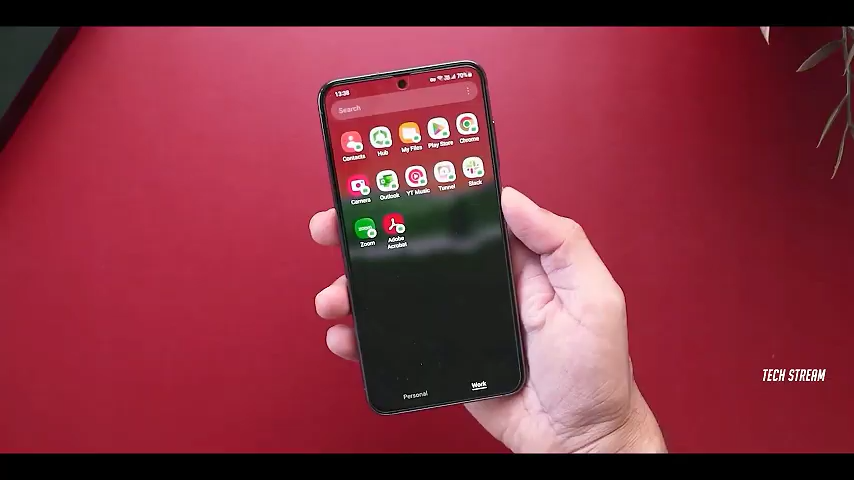 13:38
70%
Search
Contacts
Hub
My Files
Play Store
Chrome
Camera
Outlook
YT Music
Tunnel
Slack
Zoom
Adobe
Acrobat
Personal
Work
TECH STREAM